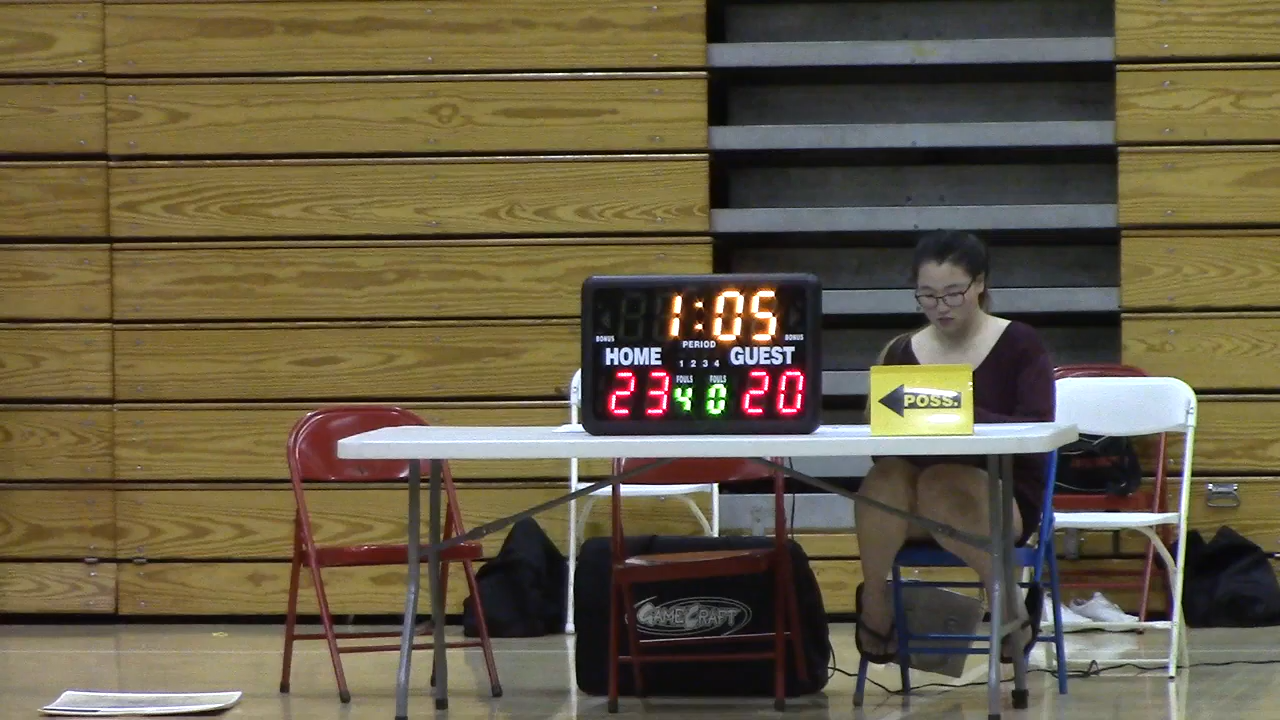 1:05
BONUS PERIOD BONUS
HOME 1 2 3 4 GUEST
FOULS FOULS
23 4 0 20
POSS.
GAMECRAFT